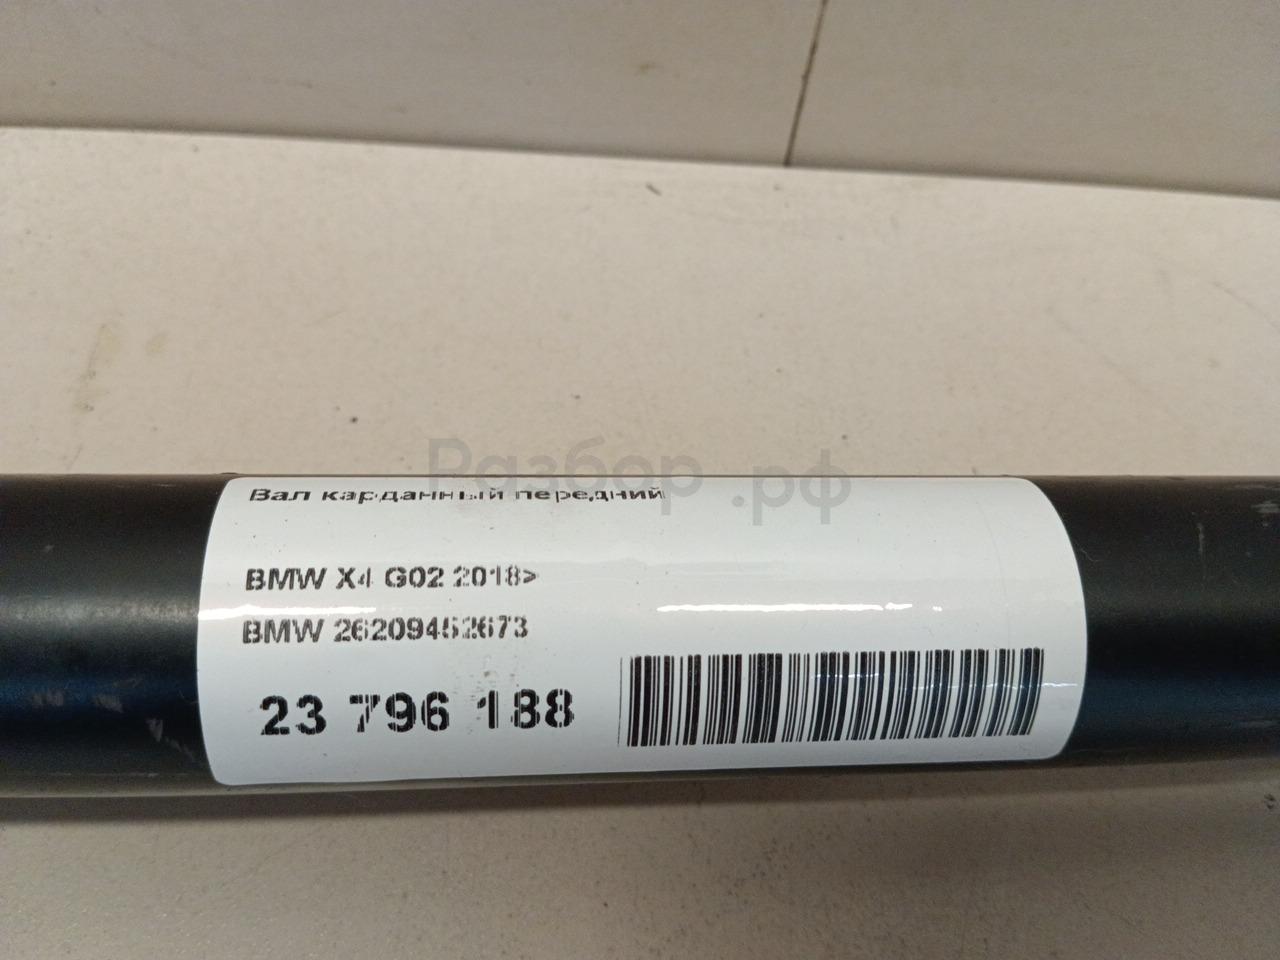 Разбор.рф
Вал карданный передний
BMW X4 G02 2018>
BMW 26209452673
23 796 188